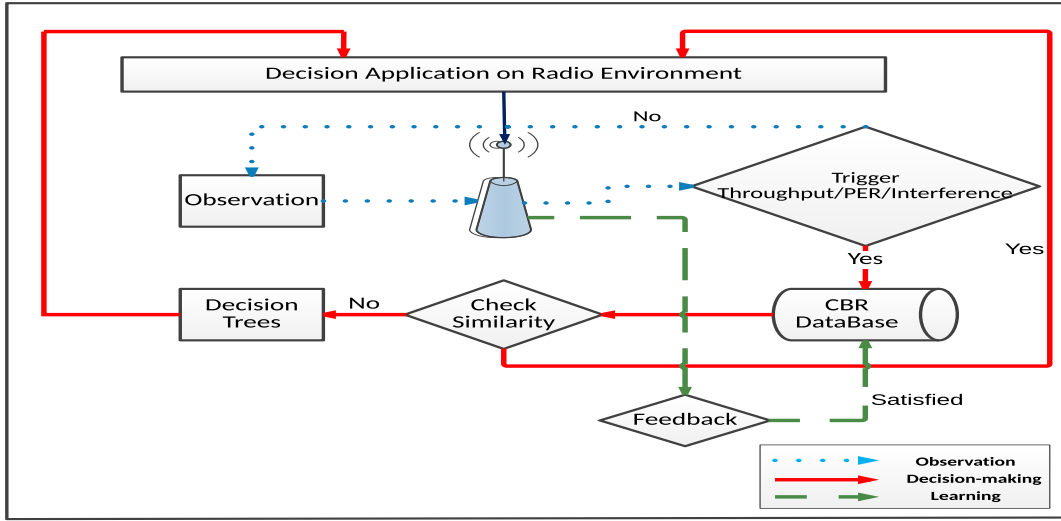 Decision Application on Radio Environment
No
Trigger
Throughput/PER/Interference
Observation
Yes
Yes
Decision
Trees
No
Check
Similarity
CBR
DataBase
Satisfied
Feedback
Observation
Decision-making
Learning